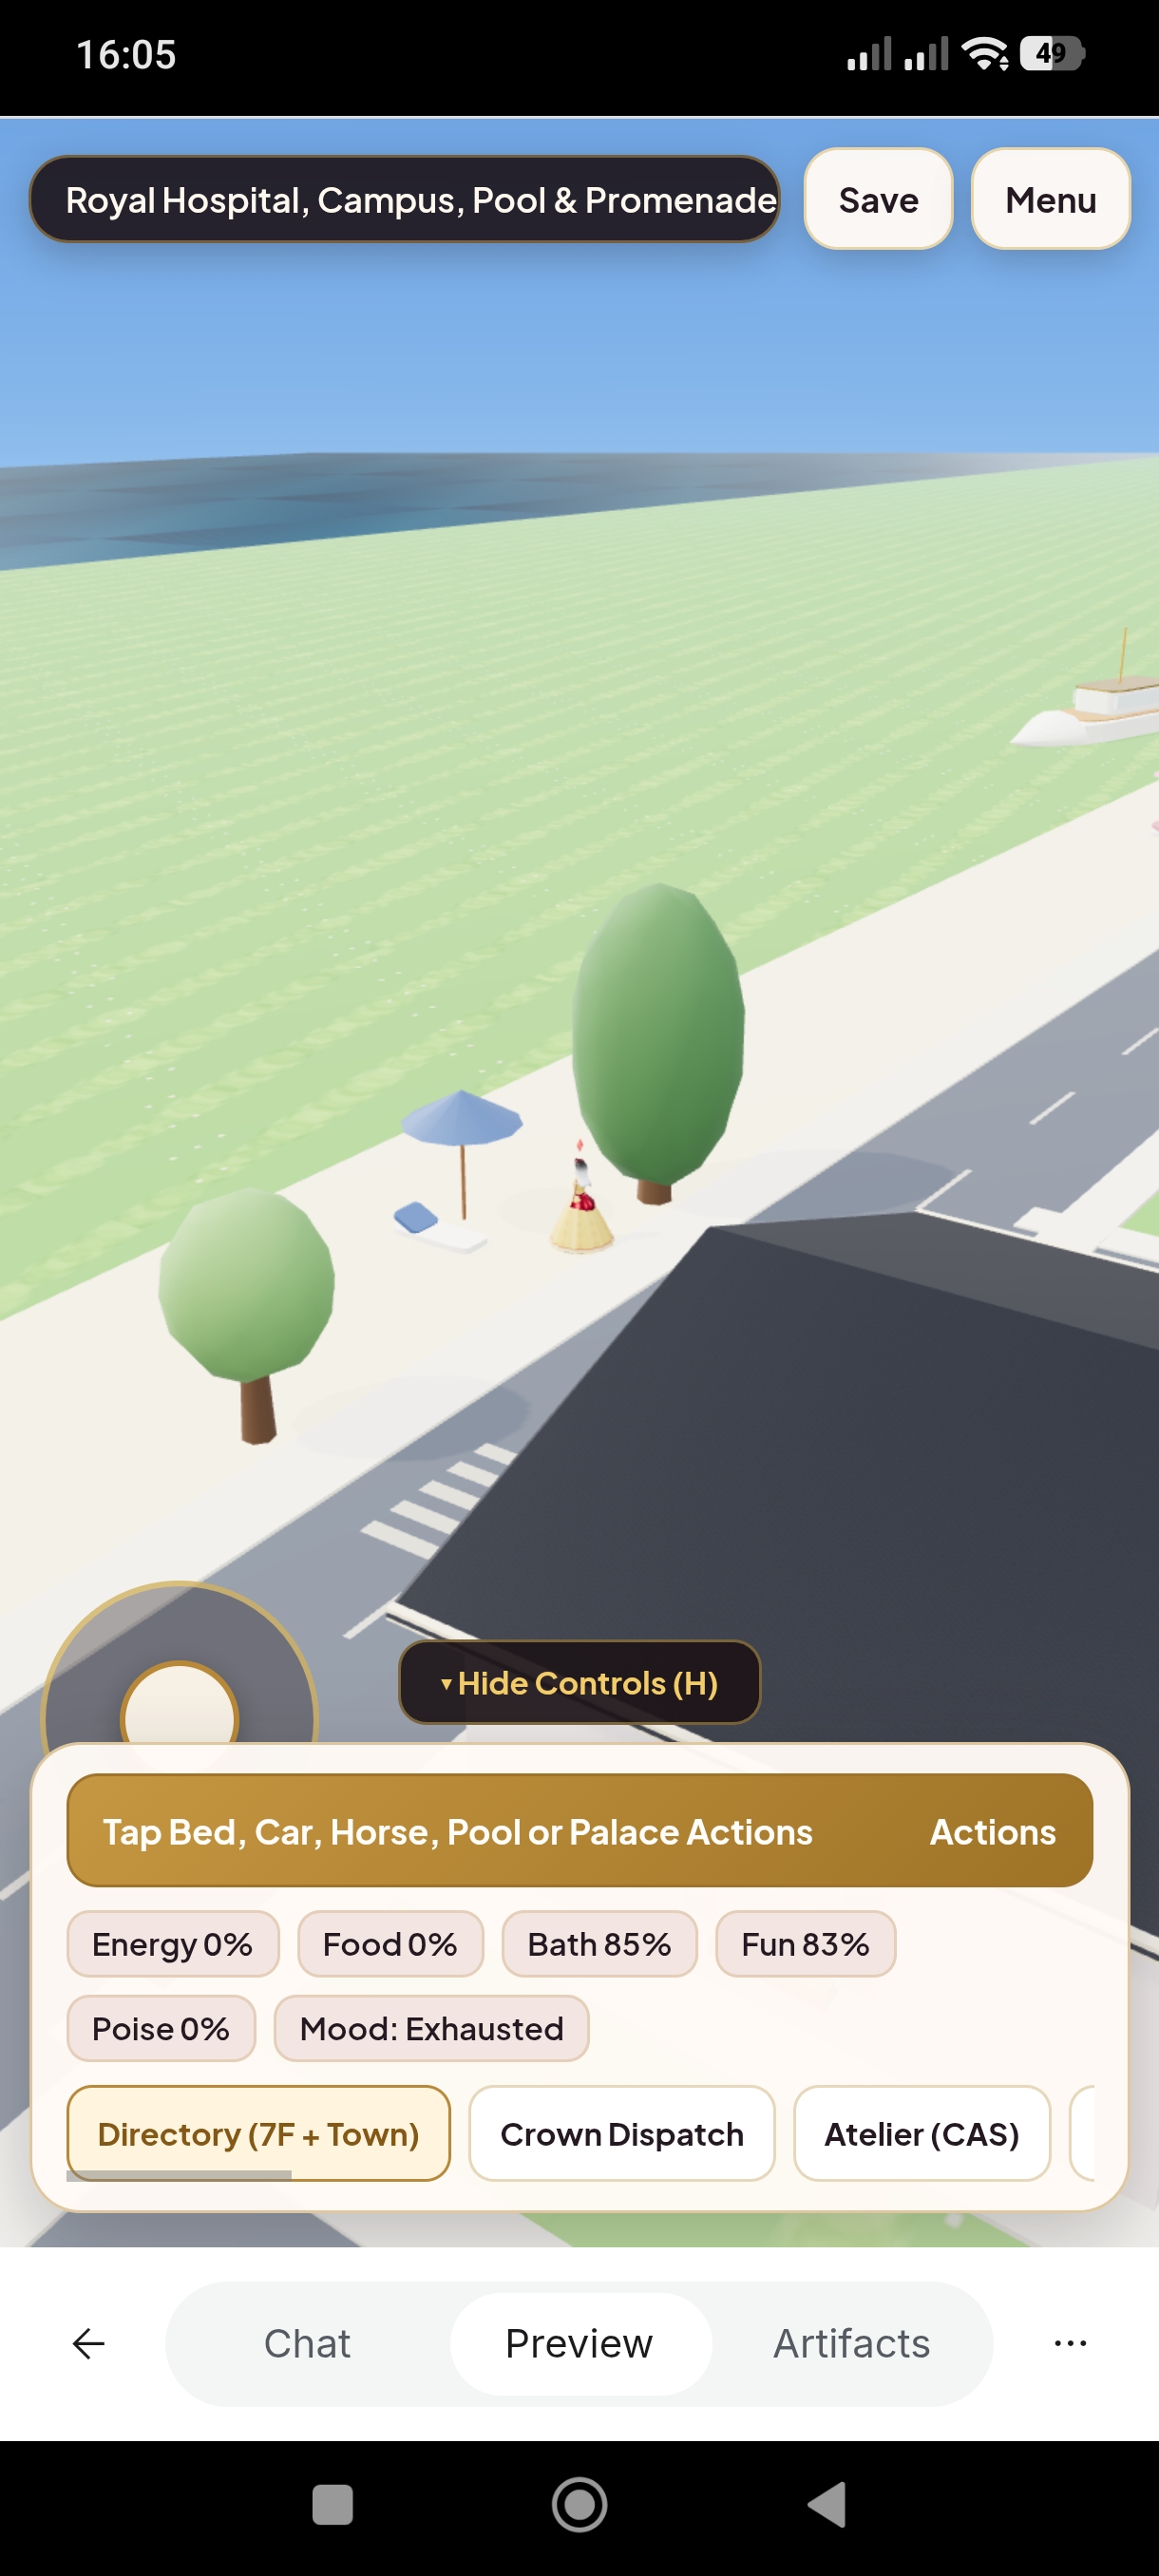 16:05
49
Royal Hospital, Campus, Pool & Promenade
Save
Menu
▾ Hide Controls (H)
Tap Bed, Car, Horse, Pool or Palace Actions
Actions
Energy 0%
Food 0%
Bath 85%
Fun 83%
Poise 0%
Mood: Exhausted
Directory (7F + Town)
Crown Dispatch
Atelier (CAS)
Chat
Preview
Artifacts